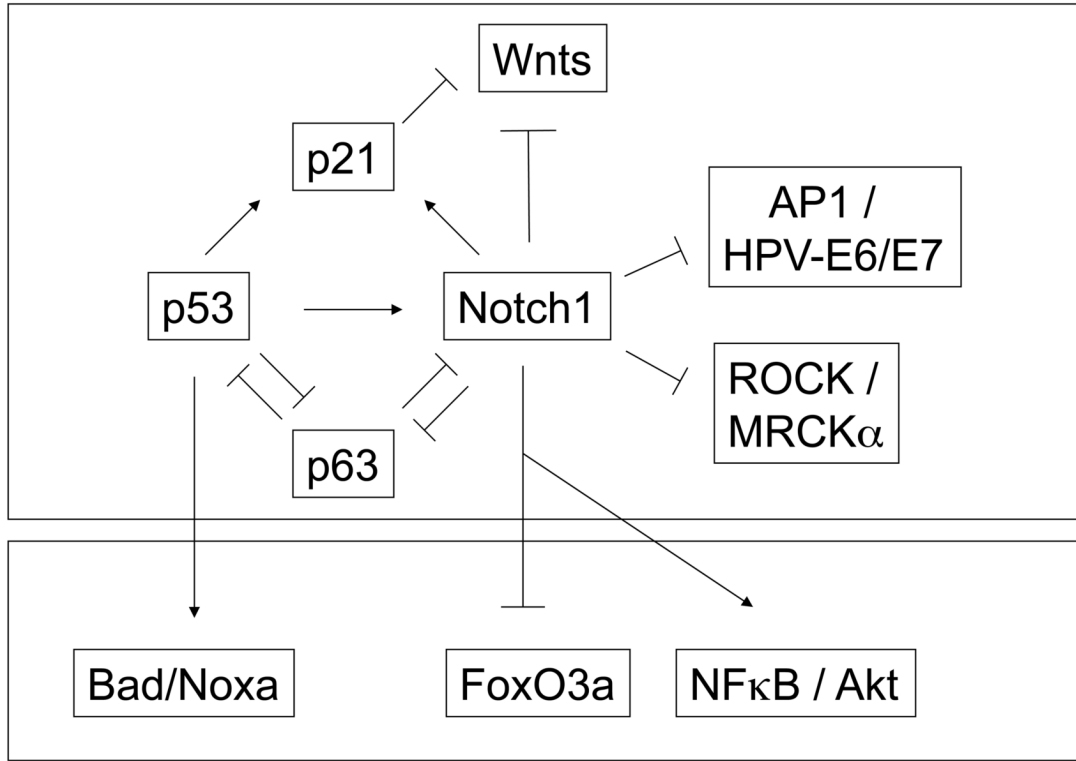 Wnts
p21
AP1 /
HPV-E6/E7
p53
Notch1
ROCK /
MRCKα
p63
Bad/Noxa
FoxO3a
NFκB / Akt